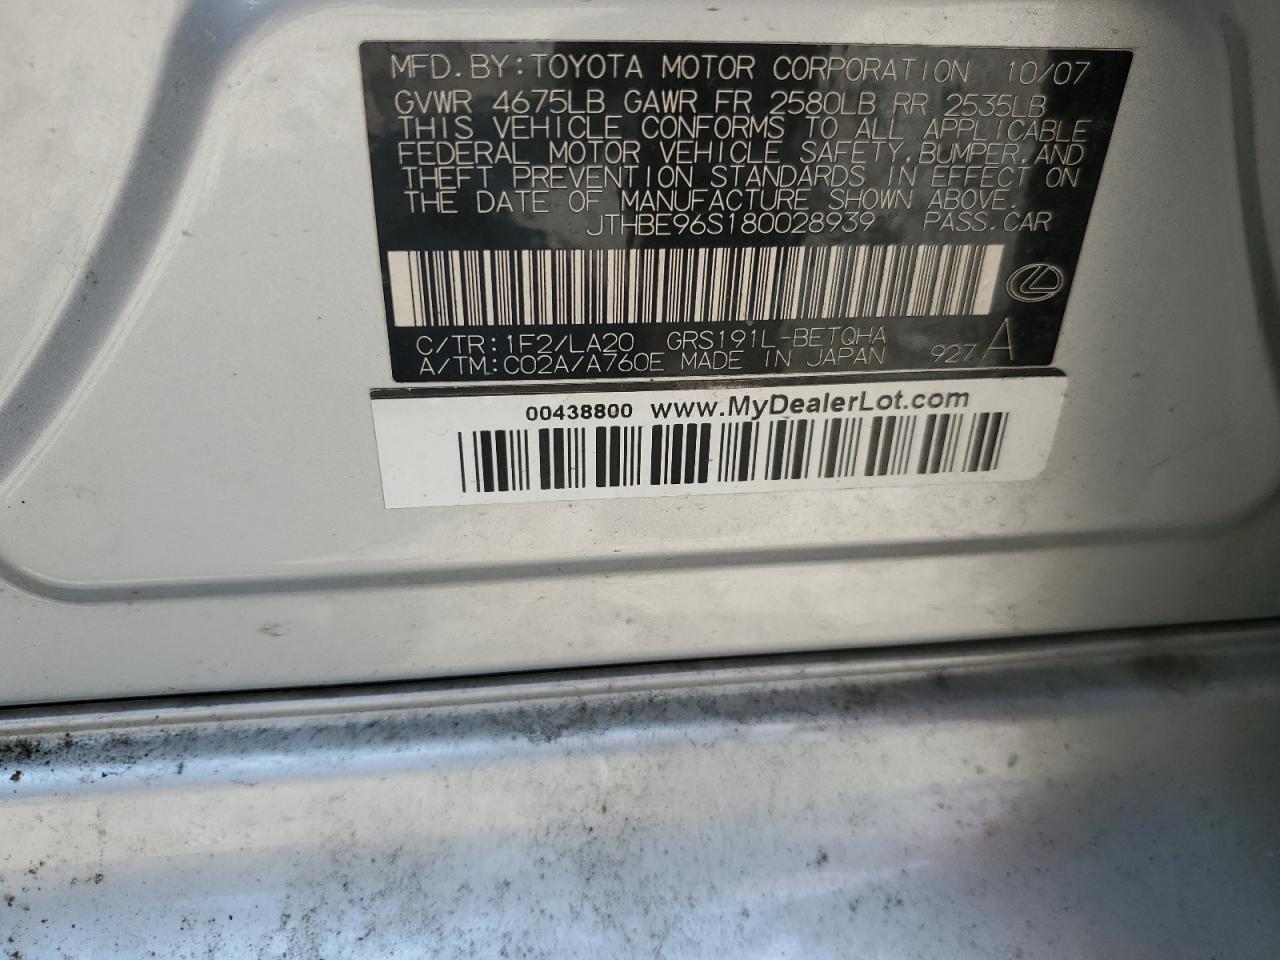 MFD.BY:TOYOTA MOTOR CORPORATION 10/07
GVWR 4675LB GAWR FR 2580LB RR 2535LB
THIS VEHICLE CONFORMS TO ALL APPLICABLE
FEDERAL MOTOR VEHICLE SAFETY,BUMPER,AND
THEFT PREVENTION STANDARDS IN EFFECT ON
THE DATE OF MANUFACTURE SHOWN ABOVE.
JTHBE96S180028939 PASS.CAR
C/TR:1F2/LA20 GRS191L-BETQHA
A/TM:C02A/A760E MADE IN JAPAN 927 A
00438800 www.MyDealerLot.com